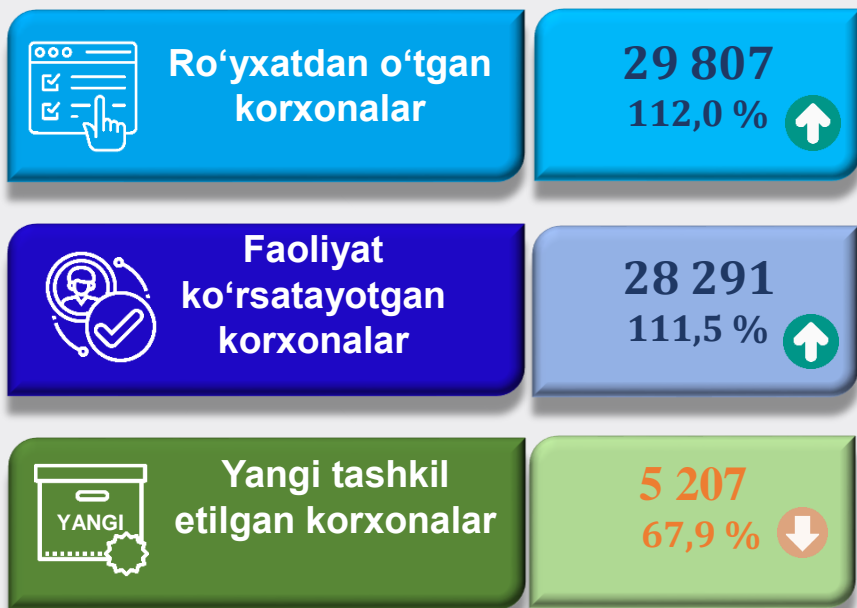 Ro‘yxatdan o‘tgan
korxonalar
29 807
112,0 %
Faoliyat
ko‘rsatayotgan
korxonalar
28 291
111,5 %
YANGI
Yangi tashkil
etilgan korxonalar
5 207
67,9 %